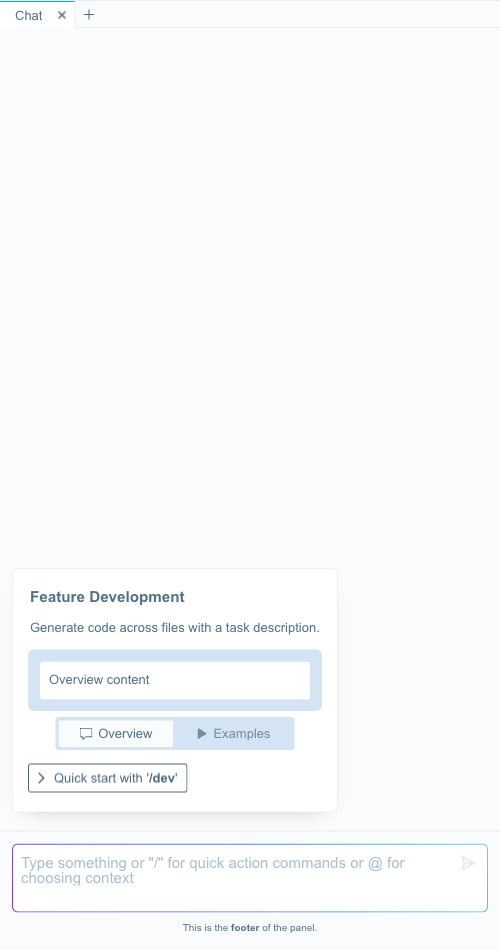 Chat
Feature Development
Generate code across files with a task description.
Overview content
Overview
Examples
Quick start with '/dev'
Type something or "/" for quick action commands or @ for
choosing context
This is the footer of the panel.